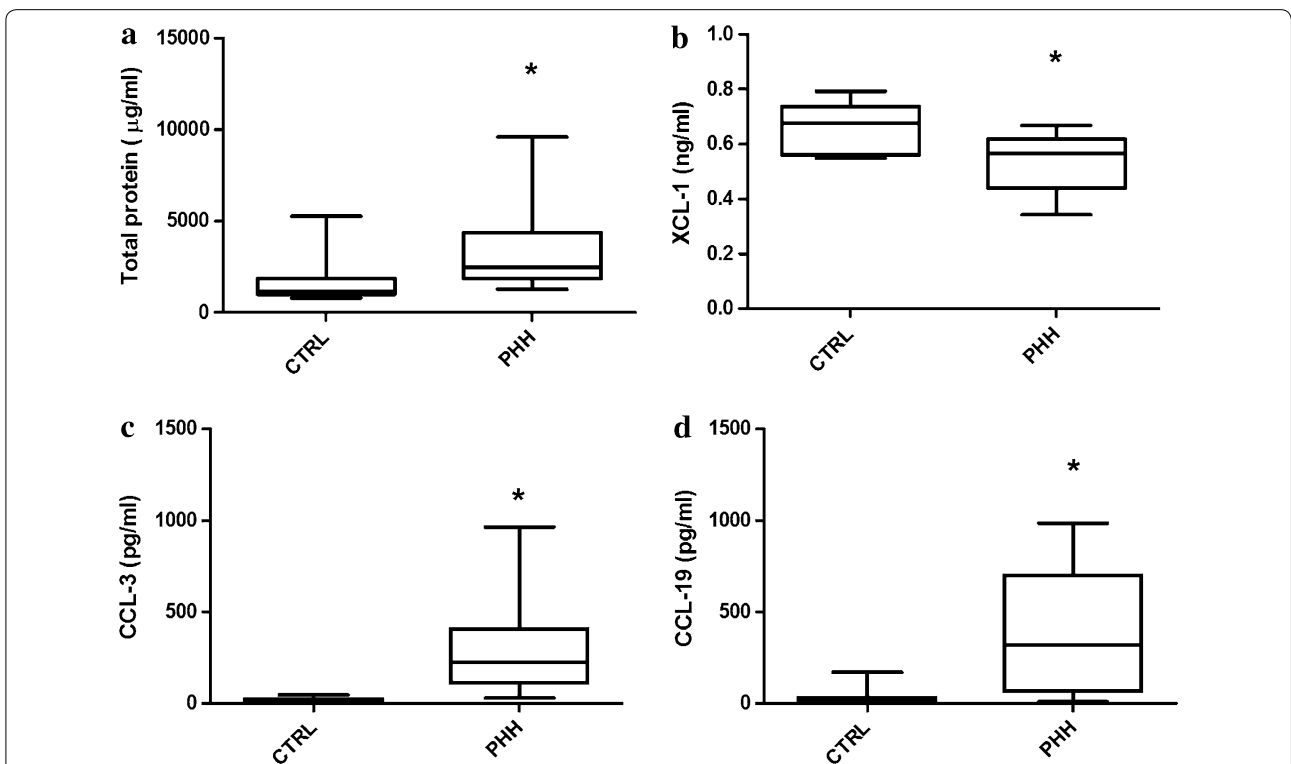 a
Total protein ( μg/ml)
15000
10000
5000
0
CTRL
PHH
*
b
XCL-1 (ng/ml)
1.0
0.8
0.6
0.4
0.2
0.0
CTRL
PHH
*
c
CCL-3 (pg/ml)
1500
1000
500
0
CTRL
PHH
*
d
CCL-19 (pg/ml)
1500
1000
500
0
CTRL
PHH
*